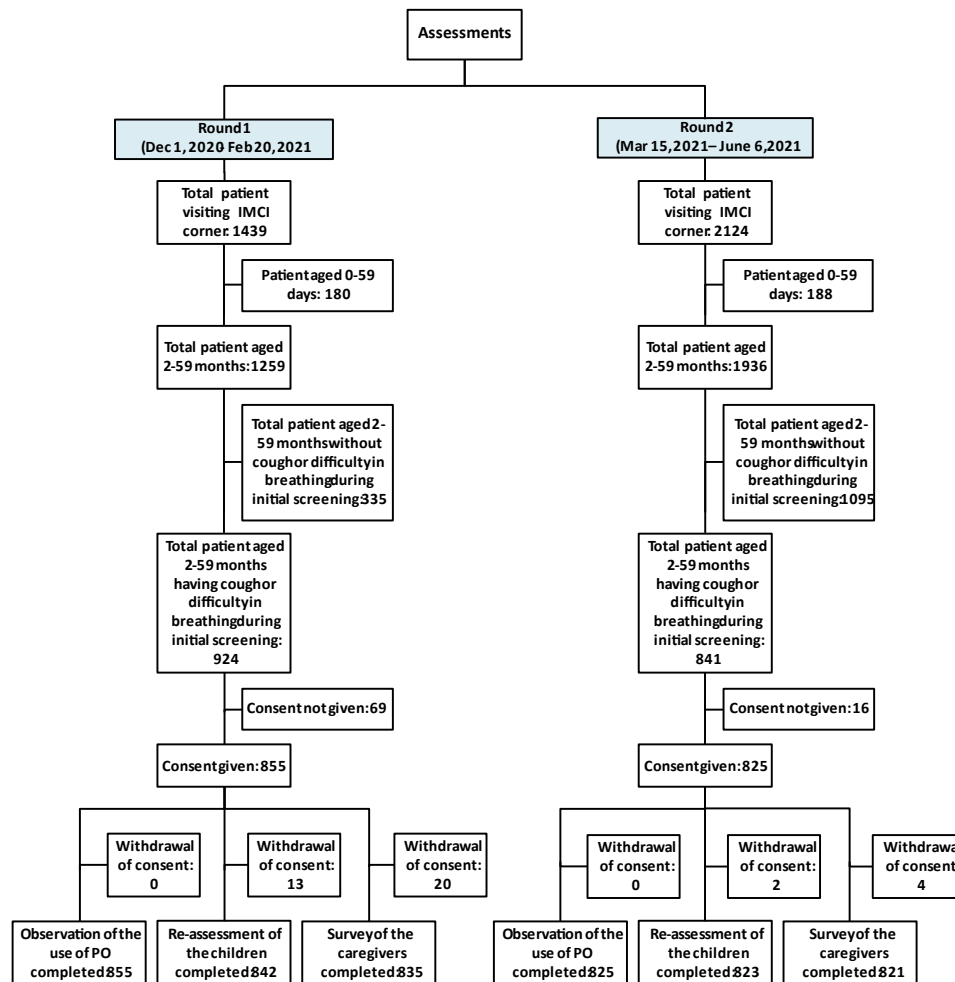 Assessments
Round 1
(Dec 1, 2020- Feb 20, 2021
Total patient
visiting IMCI
corner: 1439
Patient aged 0-59
days: 180
Total patient aged
2-59 months: 1259
Total patient aged 2-
59 months without
cough or difficulty in
breathing during
initial screening: 335
Total patient aged
2-59 months
having cough or
difficulty in
breathing during
initial screening:
924
Consent not given: 69
Consent given: 855
Withdrawal
of consent:
0
Withdrawal
of consent:
13
Withdrawal
of consent:
20
Observation of the
use of PO
completed: 855
Re-assessment of
the children
completed: 842
Survey of the
caregivers
completed: 835
Round 2
(Mar 15, 2021– June 6, 2021
Total patient
visiting IMCI
corner: 2124
Patient aged 0-59
days: 188
Total patient aged
2-59 months: 1936
Total patient aged 2-
59 months without
cough or difficulty in
breathing during
initial screening: 1095
Total patient aged
2-59 months
having cough or
difficulty in
breathing during
initial screening:
841
Consent not given: 16
Consent given: 825
Withdrawal
of consent:
0
Withdrawal
of consent:
2
Withdrawal
of consent:
4
Observation of the
use of PO
completed: 825
Re-assessment of
the children
completed: 823
Survey of the
caregivers
completed: 821